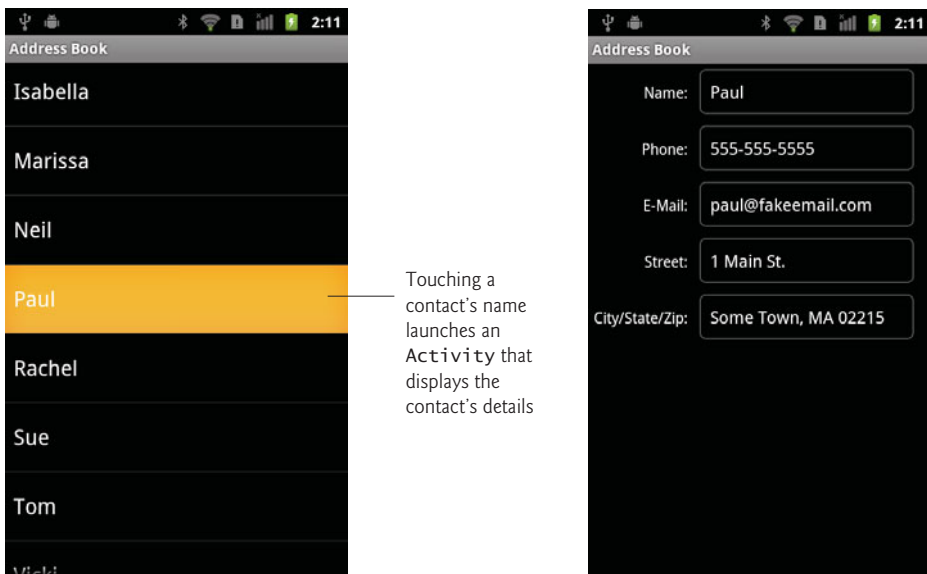 2:11
Address Book
Isabella
Marissa
Neil
Paul
Rachel
Sue
Tom
Vicki
Touching a
contact's name
launches an
Activity that
displays the
contact's details
2:11
Address Book
Name: Paul
Phone: 555-555-5555
E-Mail: paul@fakeemail.com
Street: 1 Main St.
City/State/Zip: Some Town, MA 02215